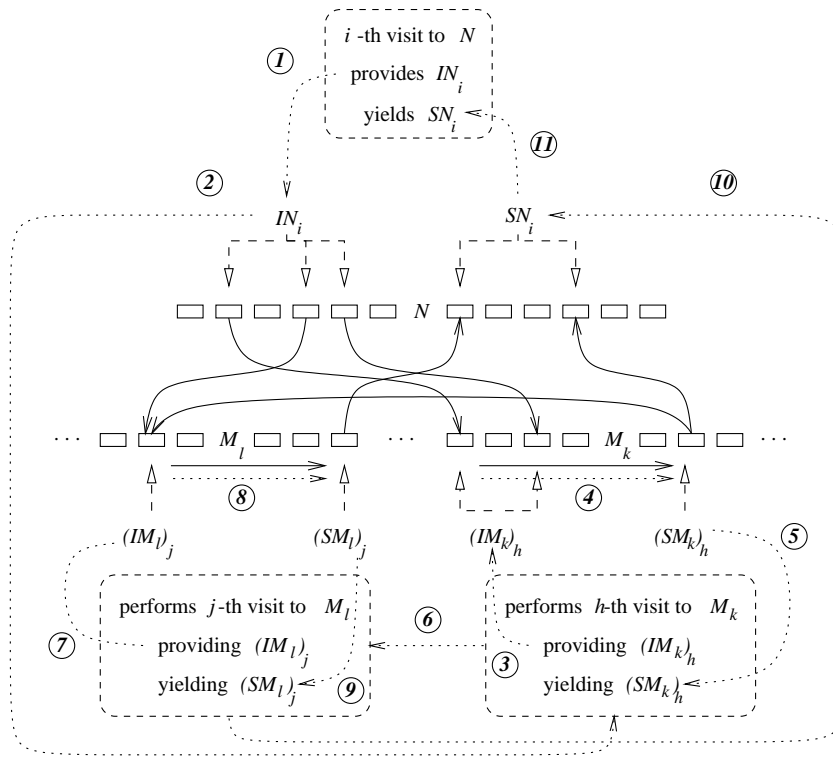 i -th visit to N
1
provides IN_i
yields SN_i
11
2
10
IN_i
SN_i
N
· · · M_l · · · M_k · · ·
8
4
(IM_l)_j (SM_l)_j (IM_k)_h (SM_k)_h
5
performs j-th visit to M_l
performs h-th visit to M_k
6
7
providing (IM_l)_j
3
providing (IM_k)_h
yielding (SM_l)_j
9
yielding (SM_k)_h